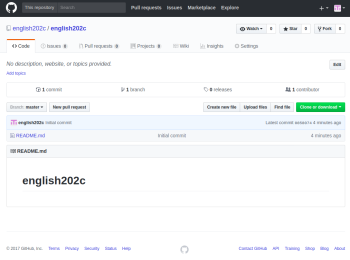 This repository Search Pull requests Issues Marketplace Explore
english202c / english202c Watch 0 Star 0 Fork 0
Code Issues 0 Pull requests 0 Projects 0 Wiki Insights Settings
No description, website, or topics provided. Edit
Add topics
1 commit 1 branch 0 releases 1 contributor
Branch: master New pull request Create new file Upload files Find file Clone or download
english202c Initial commit Latest commit 4 minutes ago
README.md Initial commit 4 minutes ago
README.md
english202c
© 2017 GitHub, Inc. Terms Privacy Security Status Help Contact GitHub API Training Shop Blog About